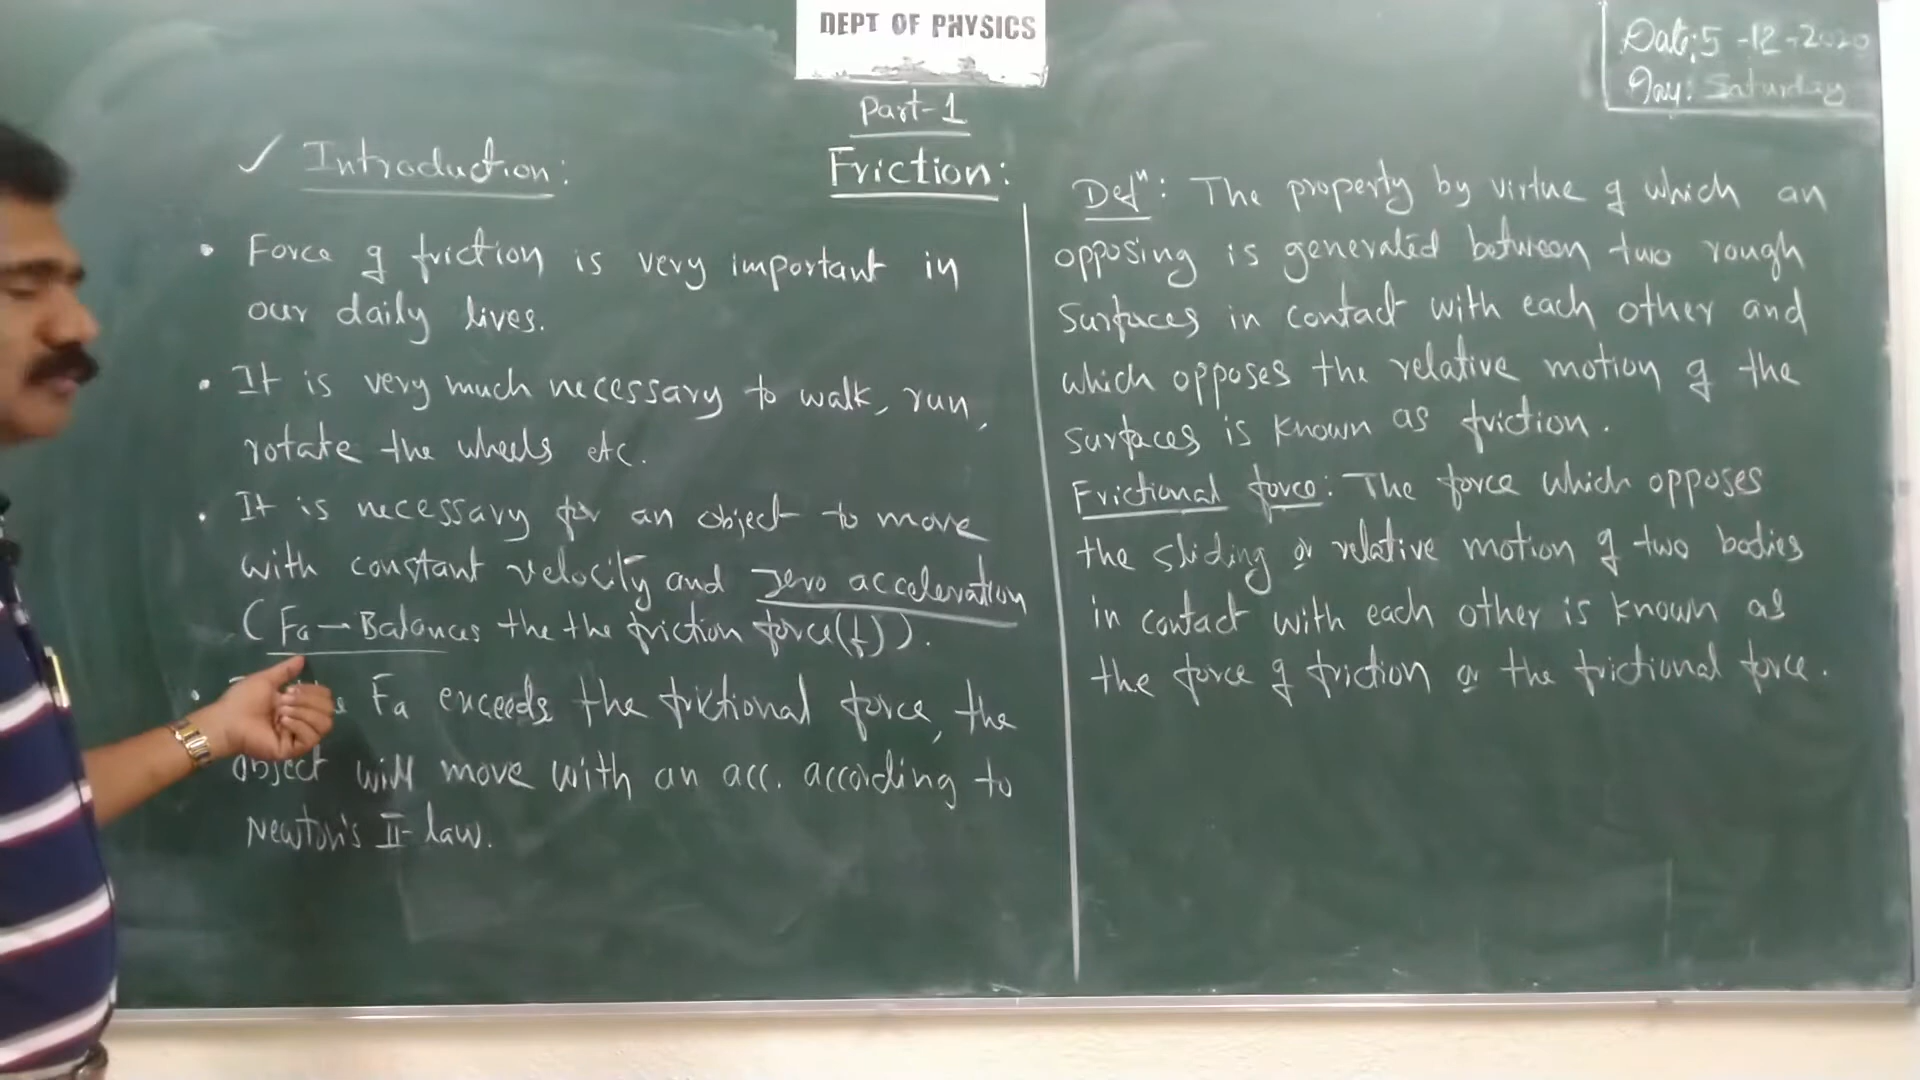 DEPT OF PHYSICS
Date: 5-12-2020
Day: Saturday
Part-1
Friction:
✓ Introduction:
• Force of friction is very important in
our daily lives.
• It is very much necessary to walk, run,
rotate the wheels etc.
• It is necessary for an object to move
with constant velocity and zero acceleration
(Fa - Balances the the friction force(f)).
• Fa exceeds the frictional force, the
object will move with an acc. according to
Newton's II- law.
Defⁿ: The property by virtue of which an
opposing is generated between two rough
surfaces in contact with each other and
which opposes the relative motion of the
surfaces is known as friction.
Frictional force: The force which opposes
the sliding or relative motion of two bodies
in contact with each other is known as
the force of friction or the frictional force.